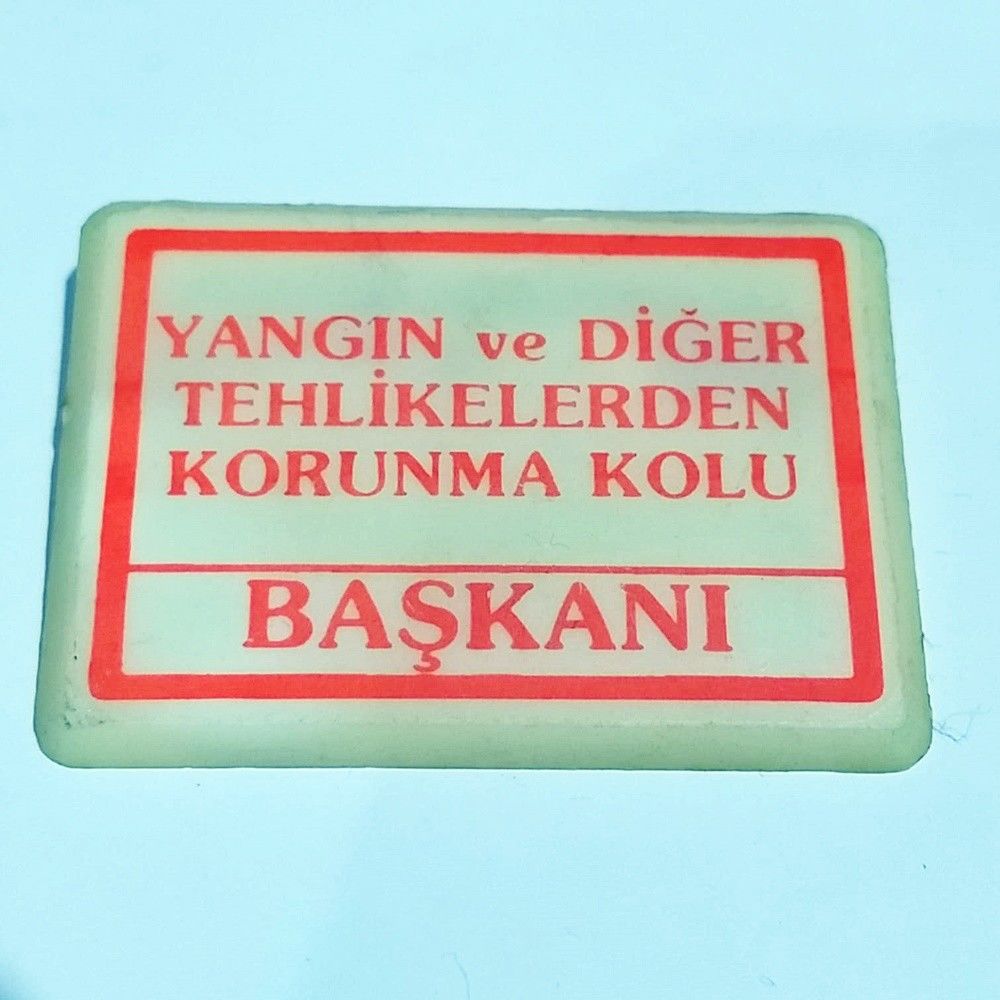 YANGIN ve DİĞER
TEHLİKELERDEN
KORUNMA KOLU
BAŞKANI